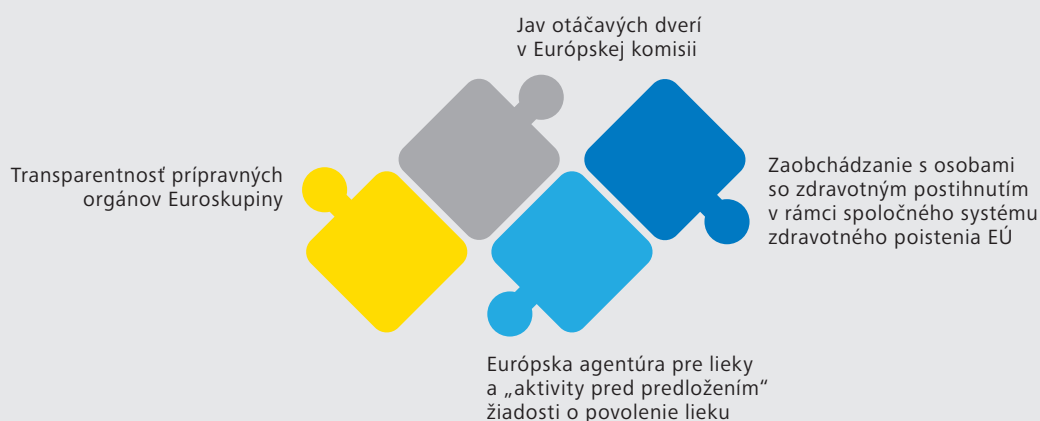 Jav otáčavých dverí
v Európskej komisii
Transparentnosť prípravných
orgánov Euroskupiny
Zaobchádzanie s osobami
so zdravotným postihnutím
v rámci spoločného systému
zdravotného poistenia EÚ
Európska agentúra pre lieky
a „aktivity pred predložením“
žiadosti o povolenie lieku